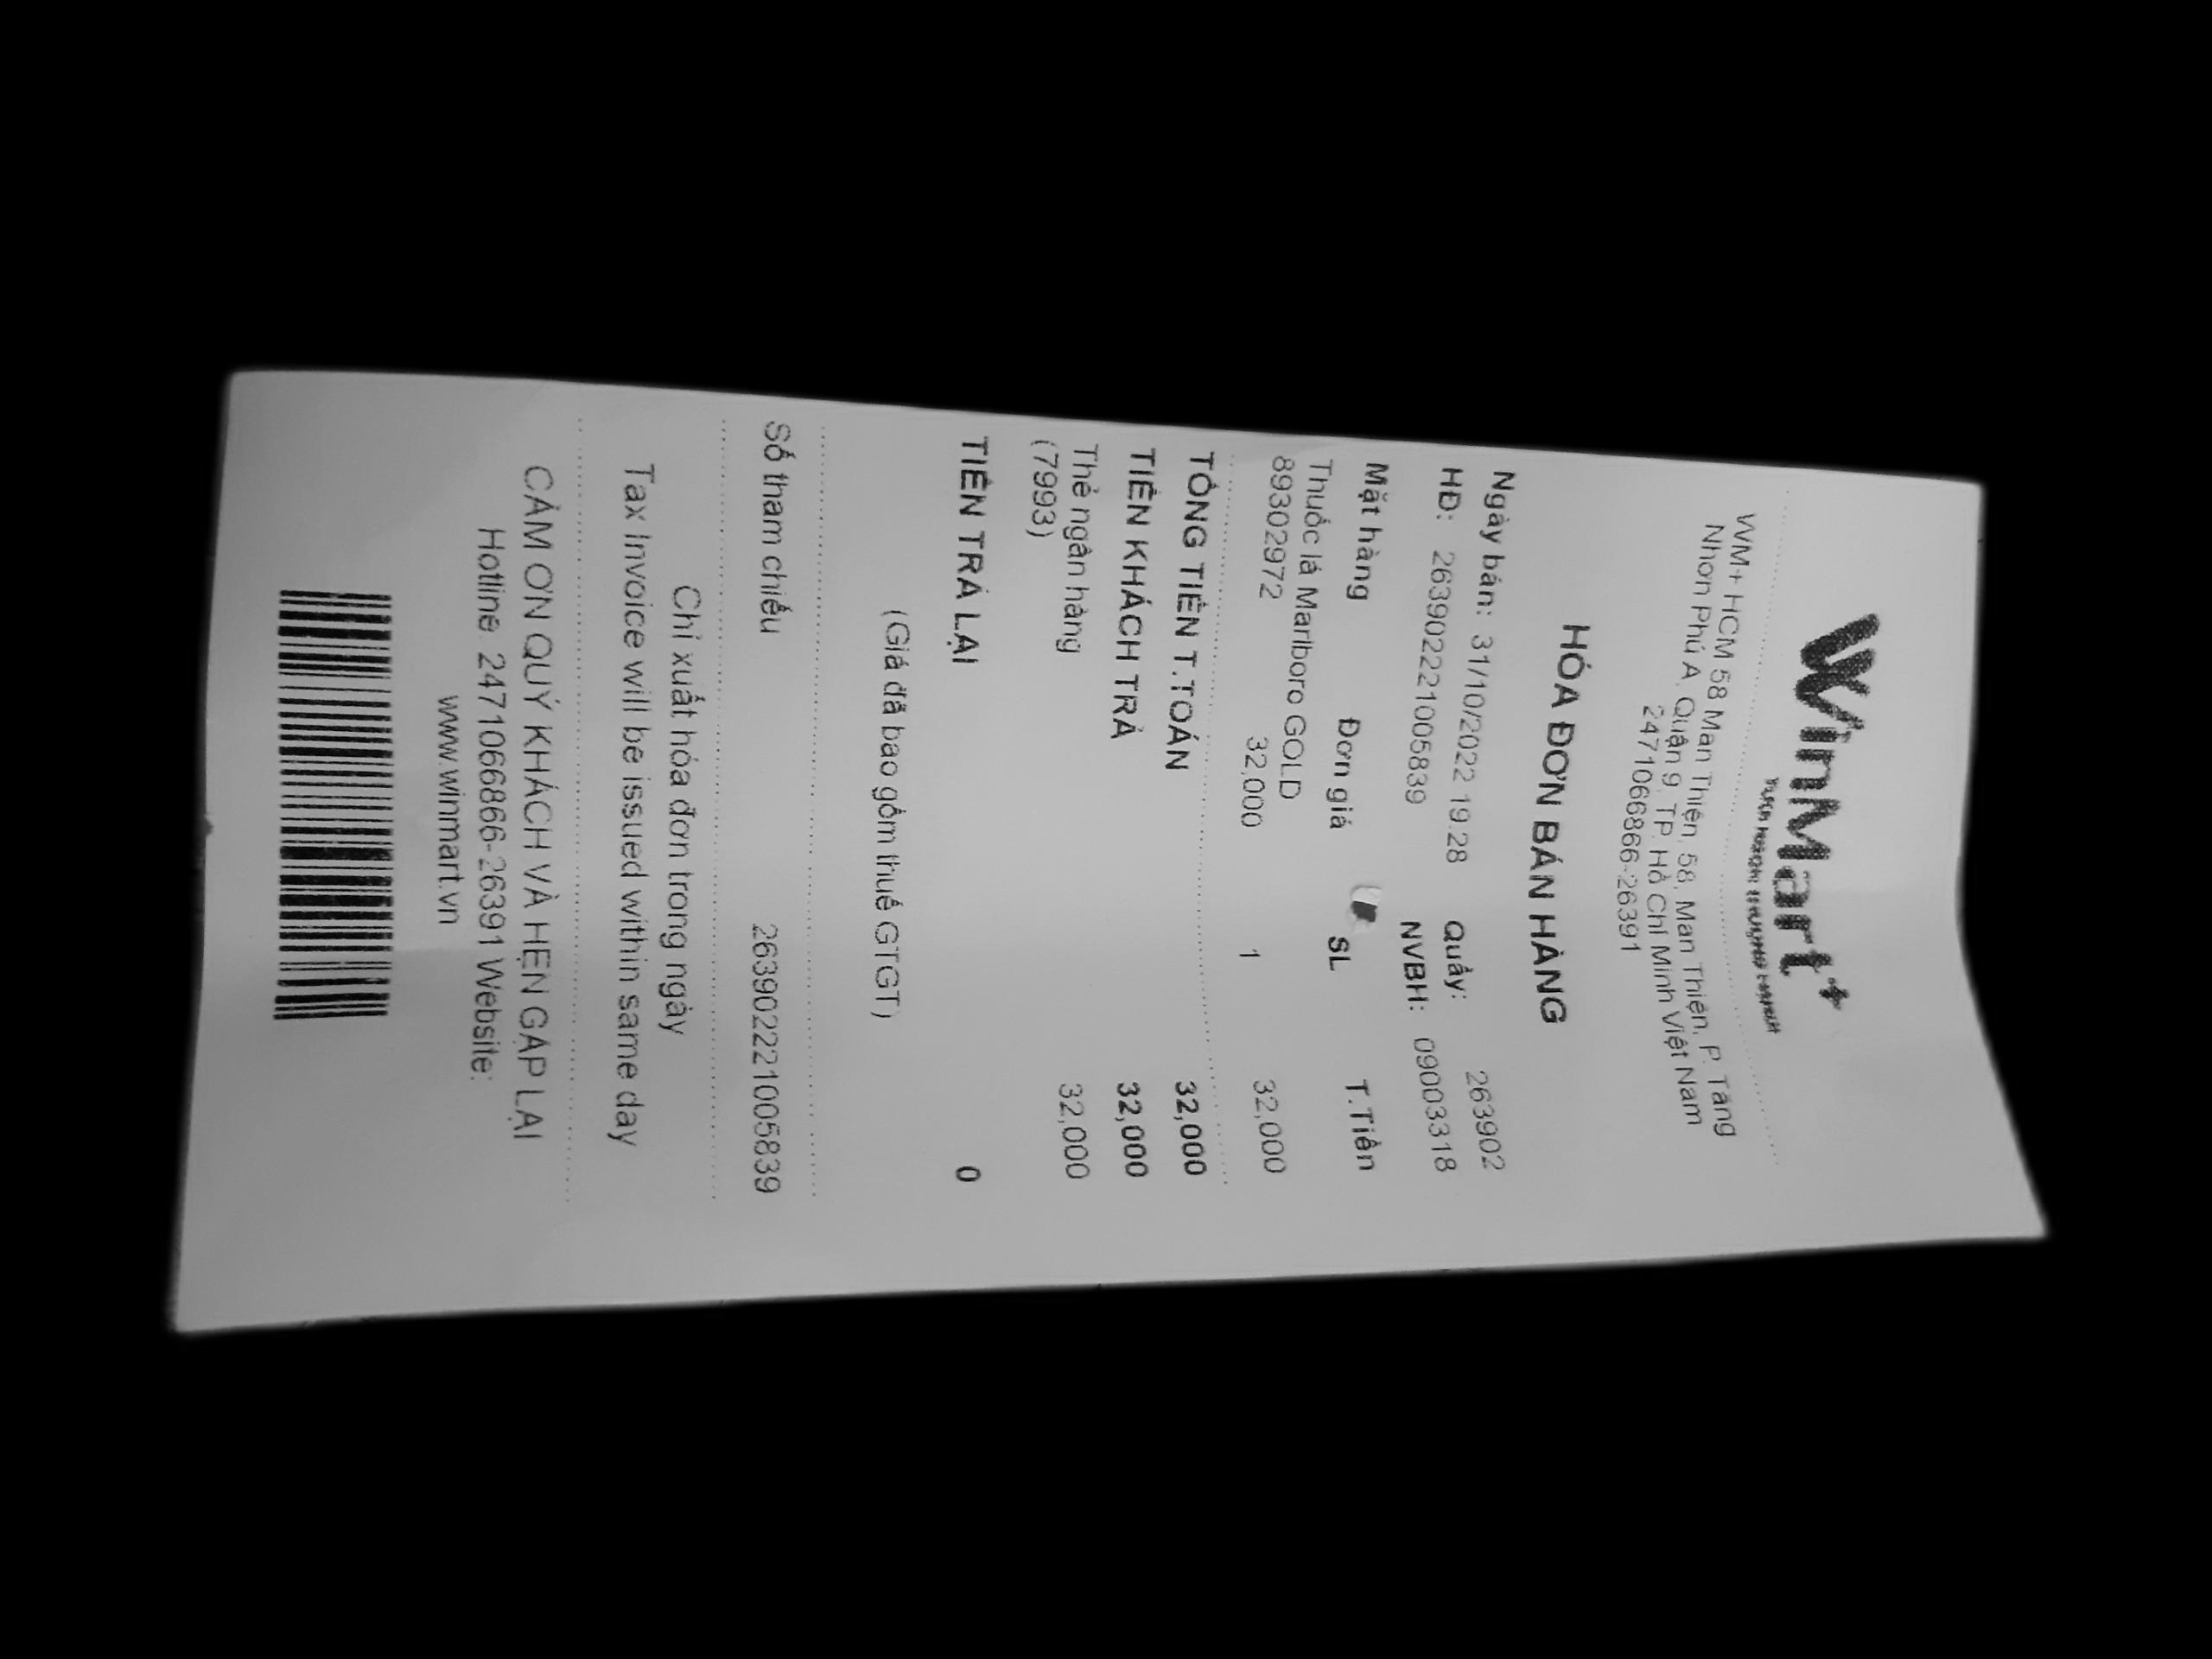 WinMart+
WM+ HCM 58 Man Thiện, 58, Man Thiện, P. Tăng
Nhơn Phú A, Quận 9, TP. Hồ Chí Minh Việt Nam
2471066866-26391
HÓA ĐƠN BÁN HÀNG
Ngày bán: 31/10/2022 19:28 Quầy: 263902
HĐ: 263902221005839 NVBH: 09003318
Mặt hàng Đơn giá SL T.Tiền
Thuốc lá Marlboro GOLD
89302972 32,000 1 32,000
TỔNG TIỀN T.TOÁN 32,000
TIỀN KHÁCH TRẢ 32,000
Thẻ ngân hàng 32,000
(7993)
TIỀN TRẢ LẠI 0
(Giá đã bao gồm thuế GTGT)
Số tham chiếu 263902221005839
Chỉ xuất hóa đơn trong ngày
Tax Invoice will be issued within same day
CẢM ƠN QUÝ KHÁCH VÀ HẸN GẶP LẠI
Hotline: 2471066866-26391 Website:
www.winmart.vn